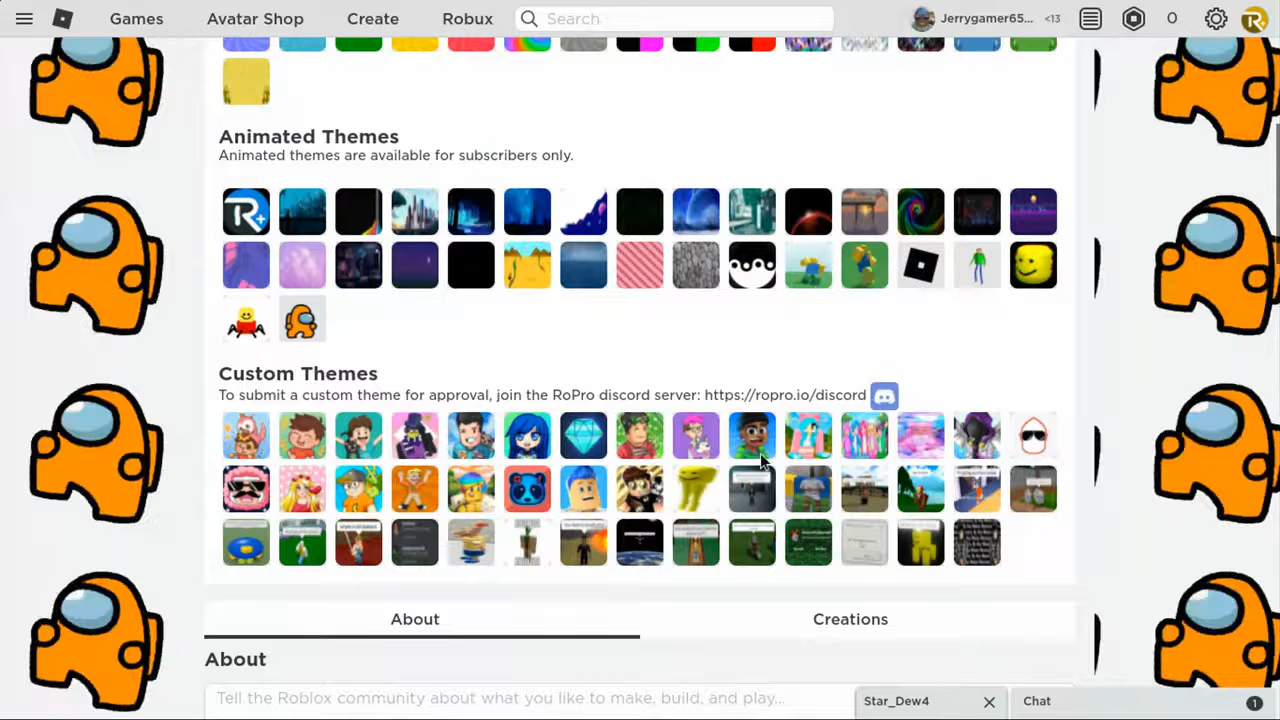 Games Avatar Shop Create Robux Search Jerrygamer65... <13 0
Animated Themes
Animated themes are available for subscribers only.
R+
Custom Themes
To submit a custom theme for approval, join the RoPro discord server: https://ropro.io/discord
About Creations
About
Tell the Roblox community about what you like to make, build, and play...
Star_Dew4 Chat 1